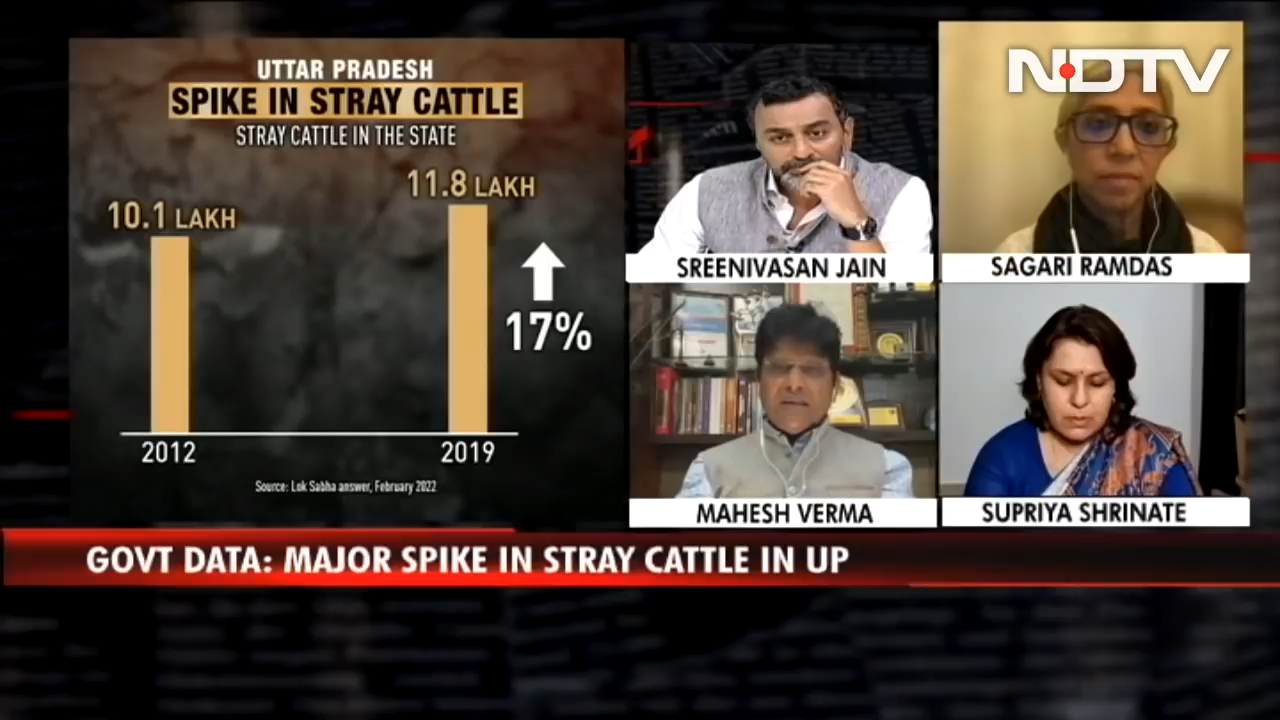 UTTAR PRADESH
SPIKE IN STRAY CATTLE
STRAY CATTLE IN THE STATE
10.1 LAKH
11.8 LAKH
17%
2012
2019
Source: Lok Sabha answer, February 2022
NDTV
SREENIVASAN JAIN
SAGARI RAMDAS
MAHESH VERMA
SUPRIYA SHRINATE
GOVT DATA: MAJOR SPIKE IN STRAY CATTLE IN UP